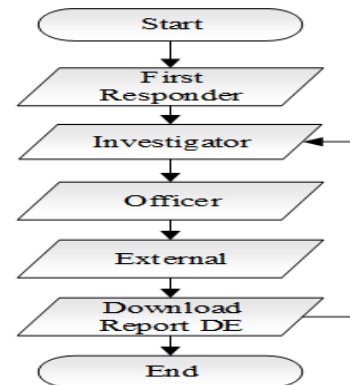 Start
First
Responder
Investigator
Officer
External
Download
Report DE
End